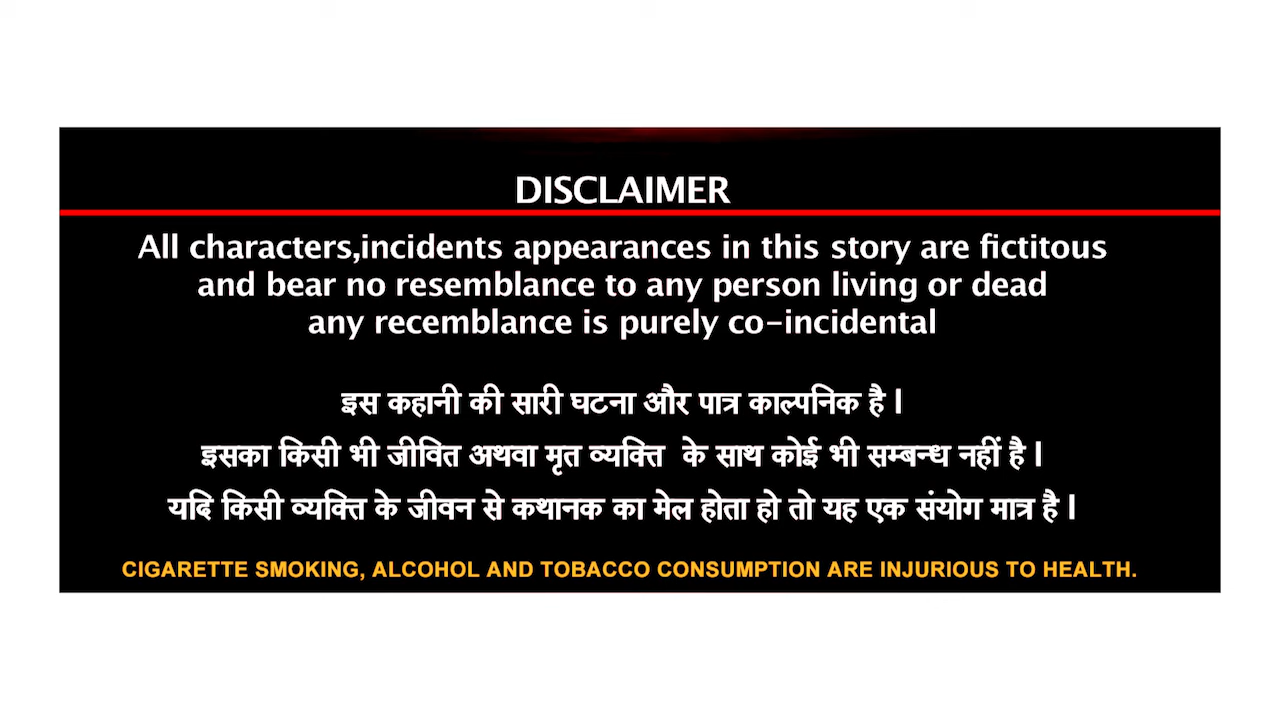 DISCLAIMER
All characters,incidents appearances in this story are fictitous
and bear no resemblance to any person living or dead
any recemblance is purely co-incidental
इस कहानी की सारी घटना और पात्र काल्पनिक है ।
इसका किसी भी जीवित अथवा मृत व्यक्ति के साथ कोई भी सम्बन्ध नहीं है ।
यदि किसी व्यक्ति के जीवन से कथानक का मेल होता हो तो यह एक संयोग मात्र है ।
CIGARETTE SMOKING, ALCOHOL AND TOBACCO CONSUMPTION ARE INJURIOUS TO HEALTH.